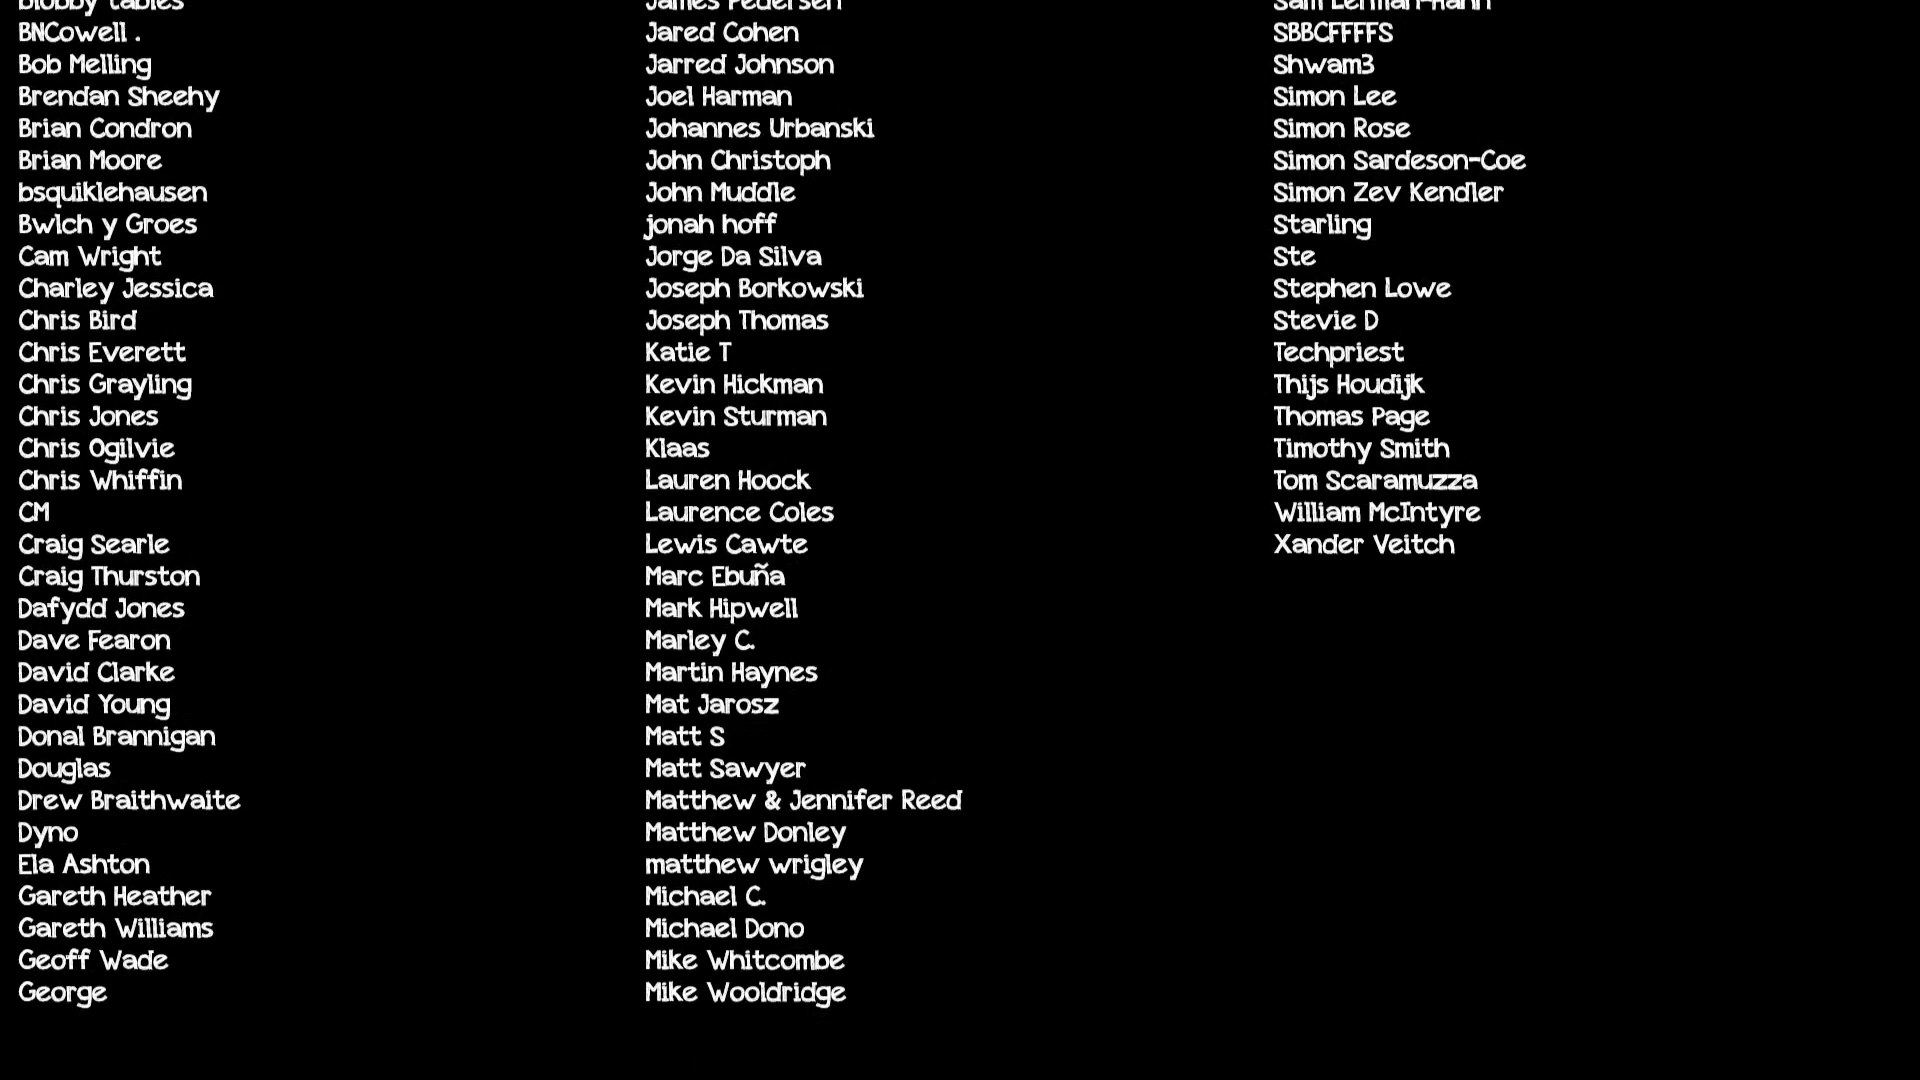 blobby tables
BNCowell .
Bob Melling
Brendan Sheehy
Brian Condron
Brian Moore
bsquiklehausen
Bwlch y Groes
Cam Wright
Charley Jessica
Chris Bird
Chris Everett
Chris Grayling
Chris Jones
Chris Ogilvie
Chris Whiffin
CM
Craig Searle
Craig Thurston
Dafydd Jones
Dave Fearon
David Clarke
David Young
Donal Brannigan
Douglas
Drew Braithwaite
Dyno
Ela Ashton
Gareth Heather
Gareth Williams
Geoff Wade
George
James Pedersen
Jared Cohen
Jarred Johnson
Joel Harman
Johannes Urbanski
John Christoph
John Muddle
jonah hoff
Jorge Da Silva
Joseph Borkowski
Joseph Thomas
Katie T
Kevin Hickman
Kevin Sturman
Klaas
Lauren Hoock
Laurence Coles
Lewis Cawte
Marc Ebuña
Mark Hipwell
Marley C.
Martin Haynes
Mat Jarosz
Matt S
Matt Sawyer
Matthew & Jennifer Reed
Matthew Donley
matthew wrigley
Michael C.
Michael Dono
Mike Whitcombe
Mike Wooldridge
Sam
SBBCFFFFS
Shwam3
Simon Lee
Simon Rose
Simon Sardeson-Coe
Simon Zev Kendler
Starling
Ste
Stephen Lowe
Stevie D
Techpriest
Thijs Houdijk
Thomas Page
Timothy Smith
Tom Scaramuzza
William McIntyre
Xander Veitch